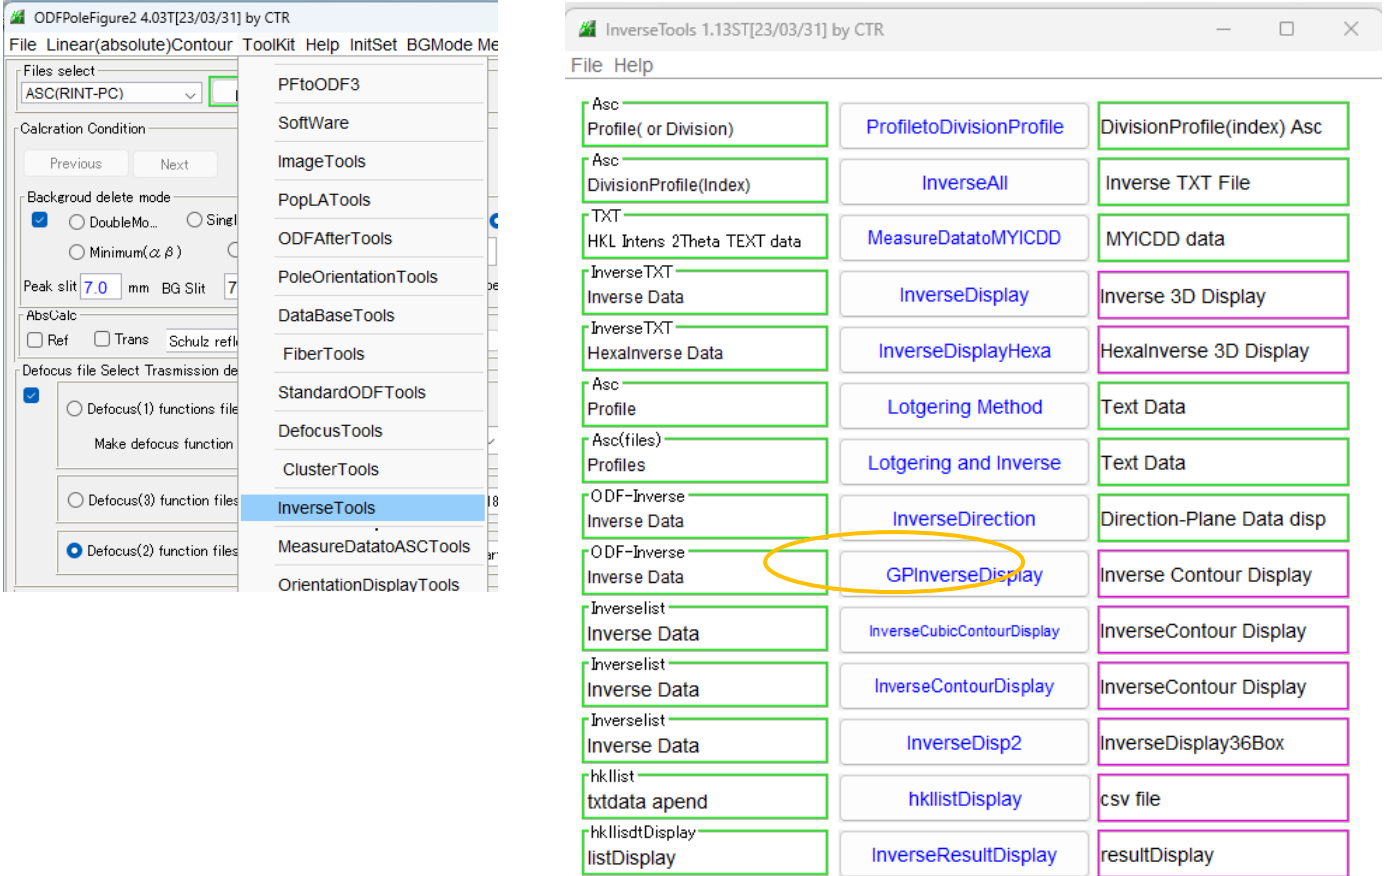 ODFPoleFigure2 4.03T[23/03/31] by CTR
File Linear(absolute)Contour ToolKit Help InitSet BGMode Me
Files select
ASC(RINT-PC)
Calcration Condition
Previous Next
Backgroud delete mode
DoubleMo... Singl
Minimum(α β)
Peak slit 7.0 mm BG Slit 7
AbsCalc
Ref Trans Schulz refl
Defocus file Select Trasmission de
Defocus(1) functions file
Make defocus function
Defocus(3) function files
Defocus(2) function files
PFtoODF3
SoftWare
ImageTools
PopLATools
ODFAfterTools
PoleOrientationTools
DataBaseTools
FiberTools
StandardODFTools
DefocusTools
ClusterTools
InverseTools
MeasureDatatoASCTools
OrientationDisplayTools
InverseTools 1.13ST[23/03/31] by CTR
File Help
Asc
Profile( or Division) ProfiletoDivisionProfile DivisionProfile(index) Asc
Asc
DivisionProfile(Index) InverseAll Inverse TXT File
TXT
HKL Intens 2Theta TEXT data MeasureDatatoMYICDD MYICDD data
InverseTXT
Inverse Data InverseDisplay Inverse 3D Display
InverseTXT
HexaInverse Data InverseDisplayHexa HexaInverse 3D Display
Asc
Profile Lotgering Method Text Data
Asc(files)
Profiles Lotgering and Inverse Text Data
ODF-Inverse
Inverse Data InverseDirection Direction-Plane Data disp
ODF-Inverse
Inverse Data GPInverseDisplay Inverse Contour Display
Inverselist
Inverse Data InverseCubicContourDisplay InverseContour Display
Inverselist
Inverse Data InverseContourDisplay InverseContour Display
Inverselist
Inverse Data InverseDisp2 InverseDisplay36Box
hkllist
txtdata apend hkllistDisplay csv file
hkllisdtDisplay
listDisplay InverseResultDisplay resultDisplay